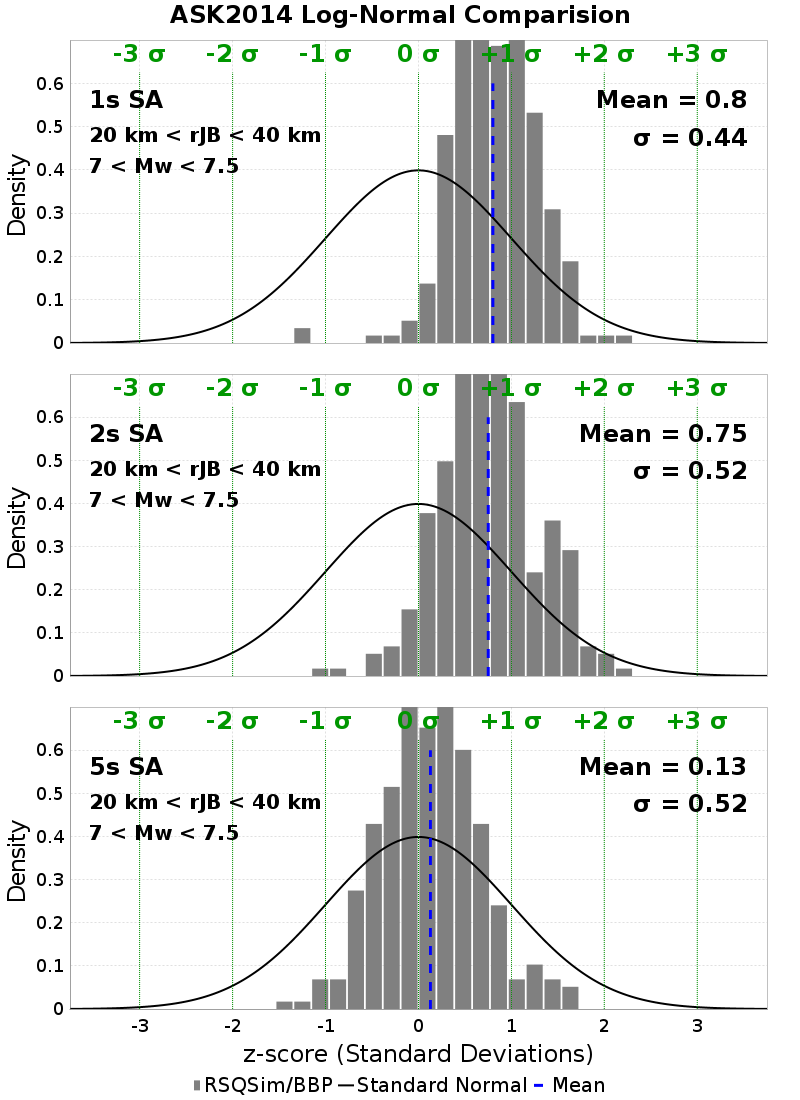 ASK2014 Log-Normal Comparision
-3 σ -2 σ -1 σ 0 σ +1 σ +2 σ +3 σ
1s SA
Mean = 0.8
20 km < rJB < 40 km
σ = 0.44
7 < Mw < 7.5
Density
0.6
0.5
0.4
0.3
0.2
0.1
0
-3 σ -2 σ -1 σ 0 σ +1 σ +2 σ +3 σ
2s SA
Mean = 0.75
20 km < rJB < 40 km
σ = 0.52
7 < Mw < 7.5
Density
0.6
0.5
0.4
0.3
0.2
0.1
0
-3 σ -2 σ -1 σ 0 σ +1 σ +2 σ +3 σ
5s SA
Mean = 0.13
20 km < rJB < 40 km
σ = 0.52
7 < Mw < 7.5
Density
0.6
0.5
0.4
0.3
0.2
0.1
0
-3 -2 -1 0 1 2 3
z-score (Standard Deviations)
RSQSim/BBP Standard Normal Mean